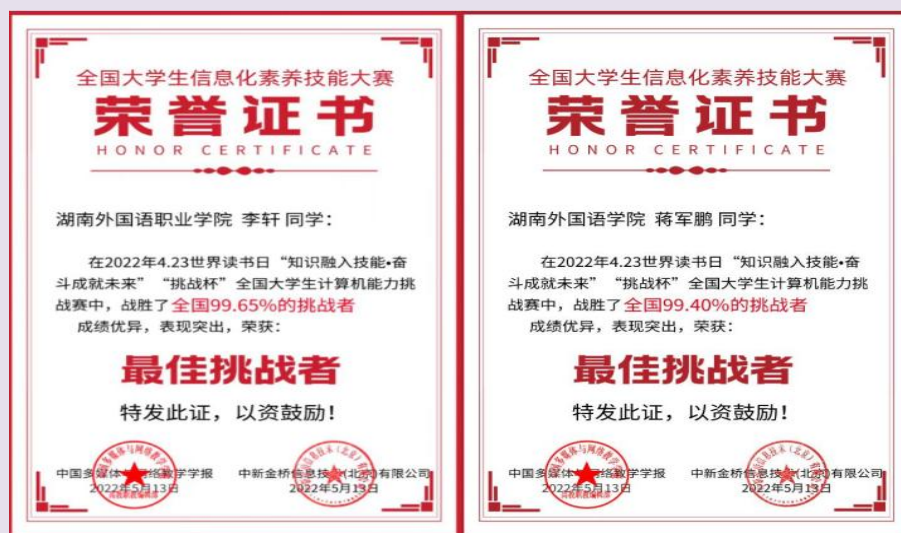 全国大学生信息化素养技能大赛
荣誉证书
HONOR CERTIFICATE
湖南外国语职业学院 李轩 同学：
在2022年4.23世界读书日“知识融入技能•奋
斗成就未来”“挑战杯”全国大学生计算机能力挑
战赛中，战胜了全国99.65%的挑战者
成绩优异，表现突出，荣获：
最佳挑战者
特发此证，以资鼓励！
中国多媒体与网络教学学报
2022年5月13日
中新金桥信息技术(北京)有限公司
2022年5月13日
全国大学生信息化素养技能大赛
荣誉证书
HONOR CERTIFICATE
湖南外国语学院 蒋军鹏 同学：
在2022年4.23世界读书日“知识融入技能•奋
斗成就未来”“挑战杯”全国大学生计算机能力挑
战赛中，战胜了全国99.40%的挑战者
成绩优异，表现突出，荣获：
最佳挑战者
特发此证，以资鼓励！
中国多媒体与网络教学学报
2022年5月13日
中新金桥信息技术(北京)有限公司
2022年5月13日